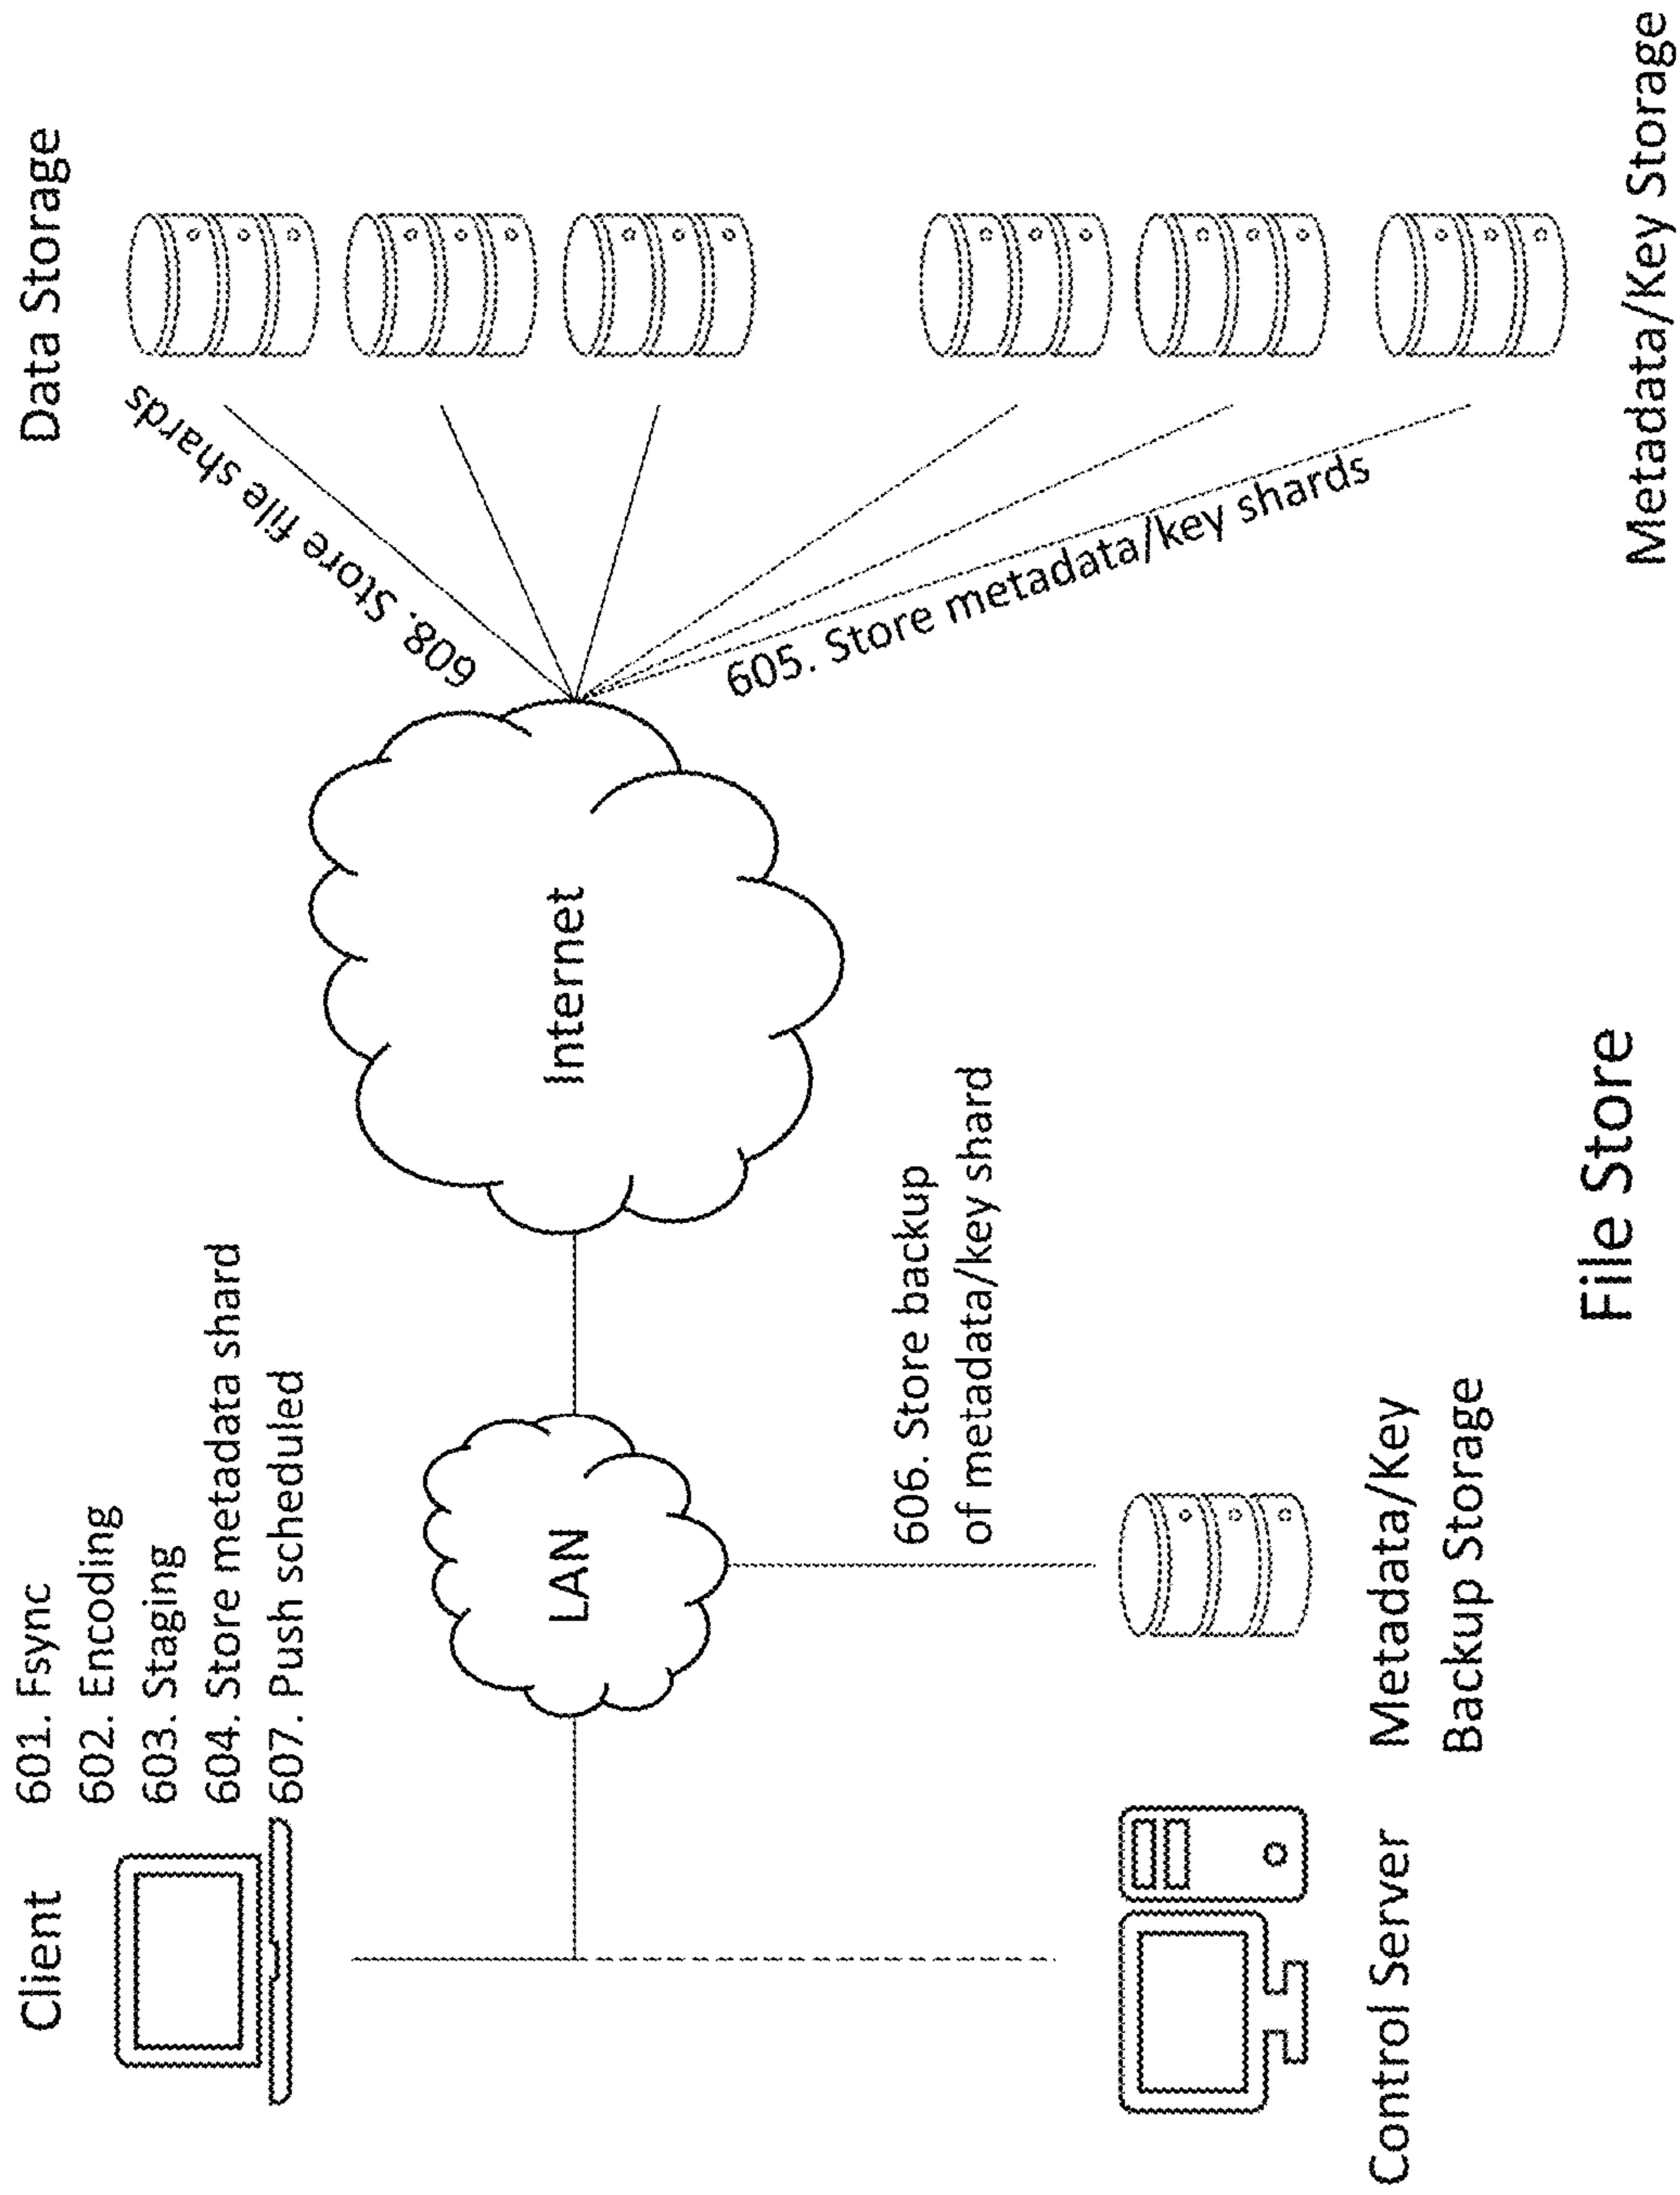 Client
601. Fsync
602. Encoding
603. Staging
604. Store metadata shard
607. Push scheduled
Data Storage
608. Store file shards
LAN
Internet
605. Store metadata/key shards
606. Store backup
of metadata/key shard
Control Server
Metadata/Key
Backup Storage
Metadata/Key Storage
File Store